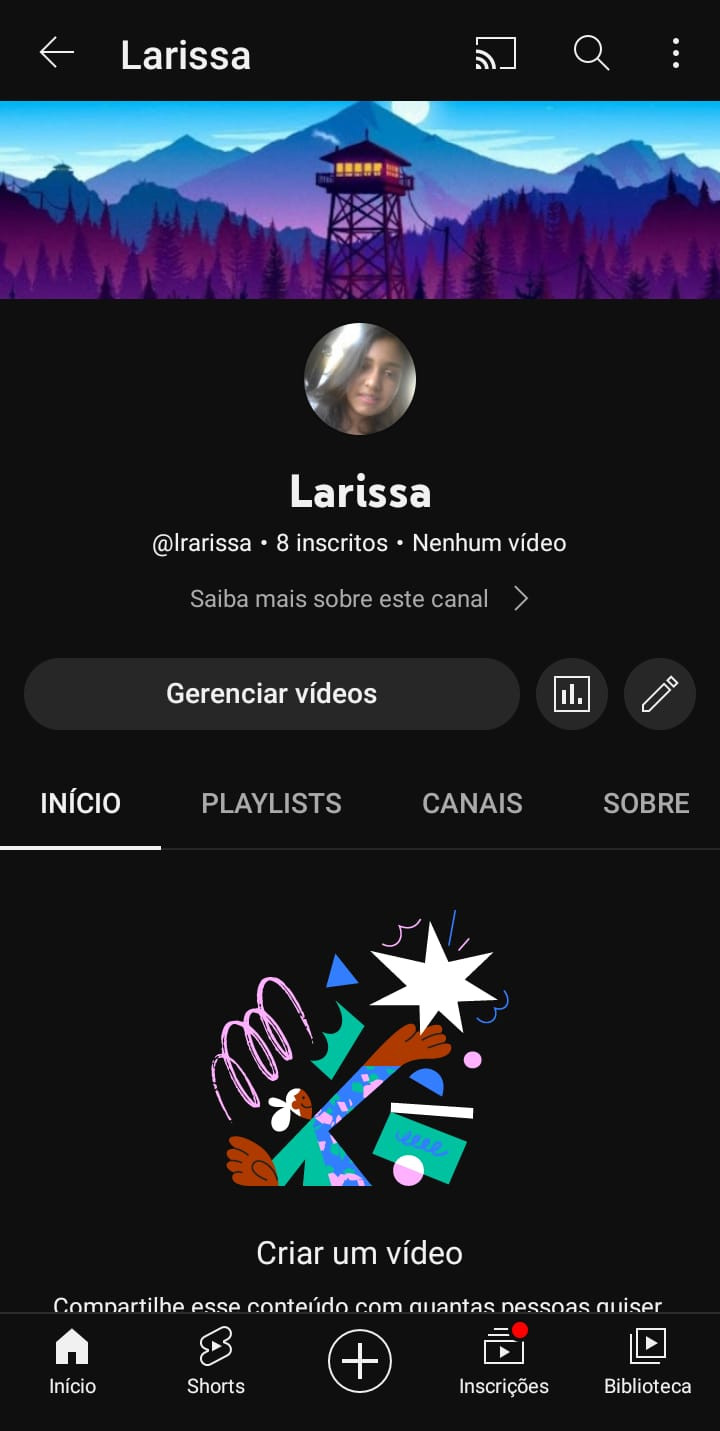 Larissa
Larissa
@lrarissa • 8 inscritos • Nenhum vídeo
Saiba mais sobre este canal
Gerenciar vídeos
INÍCIO PLAYLISTS CANAIS SOBRE
Criar um vídeo
Compartilhe esse conteúdo com quantas pessoas quiser
Início Shorts Inscrições Biblioteca